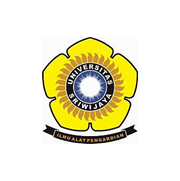 UNIVERSITAS
SRIWIJAYA
ILMU ALAT PENGABDIAN